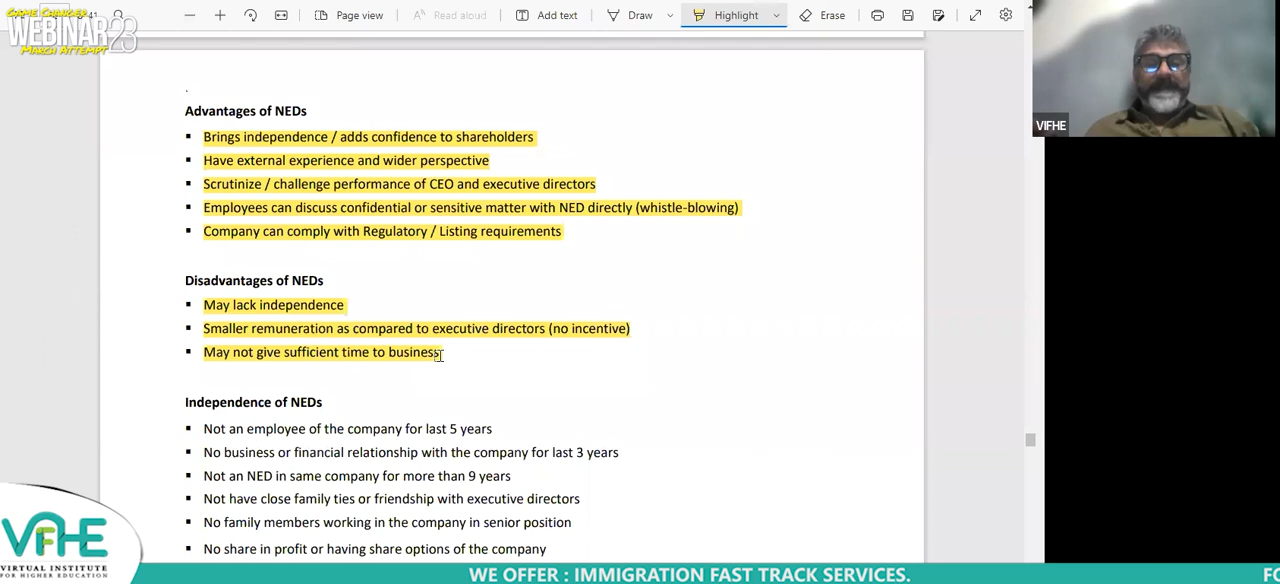 GAME CHANGER
WEBINAR 23
MARCH ATTEMPT
41
Page view
Read aloud
Add text
Draw
Highlight
Erase
VIFHE
Advantages of NEDs
▪ Brings independence / adds confidence to shareholders
▪ Have external experience and wider perspective
▪ Scrutinize / challenge performance of CEO and executive directors
▪ Employees can discuss confidential or sensitive matter with NED directly (whistle-blowing)
▪ Company can comply with Regulatory / Listing requirements
Disadvantages of NEDs
▪ May lack independence
▪ Smaller remuneration as compared to executive directors (no incentive)
▪ May not give sufficient time to business
Independence of NEDs
▪ Not an employee of the company for last 5 years
▪ No business or financial relationship with the company for last 3 years
▪ Not an NED in same company for more than 9 years
▪ Not have close family ties or friendship with executive directors
▪ No family members working in the company in senior position
▪ No share in profit or having share options of the company
VIFHE
VIRTUAL INSTITUTE
FOR HIGHER EDUCATION
WE OFFER : IMMIGRATION FAST TRACK SERVICES.
FO